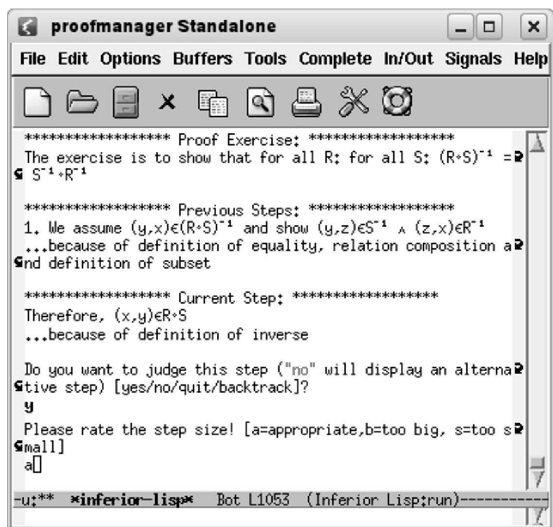 proofmanager Standalone
File Edit Options Buffers Tools Complete In/Out Signals Help
****************** Proof Exercise: ******************
The exercise is to show that for all R: for all S: (R∘S)⁻¹ =
S⁻¹∘R⁻¹
****************** Previous Steps: ******************
1. We assume (y,x)∈(R∘S)⁻¹ and show (y,z)∈S⁻¹ ∧ (z,x)∈R⁻¹
...because of definition of equality, relation composition a
nd definition of subset
****************** Current Step: ******************
Therefore, (x,y)∈R∘S
...because of definition of inverse
Do you want to judge this step ("no" will display an alterna
tive step) [yes/no/quit/backtrack]?
y
Please rate the step size! [a=appropriate,b=too big, s=too s
mall]
a
-u:** *inferior-lisp* Bot L1053 (Inferior Lisp:run)----------